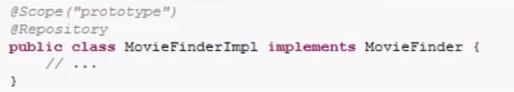 @Scope("prototype")
@Repository
public class MovieFinderImpl implements MovieFinder {
    // ...
}